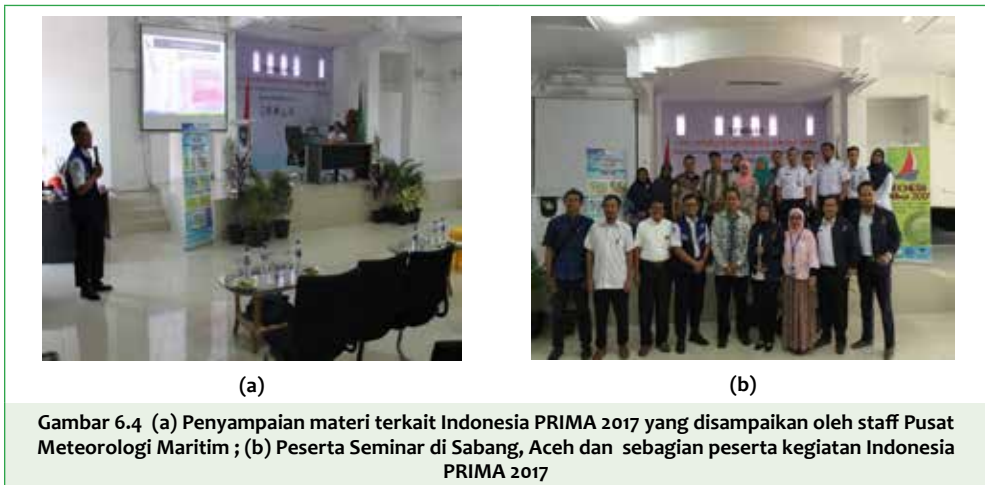 (a)
(b)
Gambar 6.4 (a) Penyampaian materi terkait Indonesia PRIMA 2017 yang disampaikan oleh staff Pusat
Meteorologi Maritim ; (b) Peserta Seminar di Sabang, Aceh dan sebagian peserta kegiatan Indonesia
PRIMA 2017